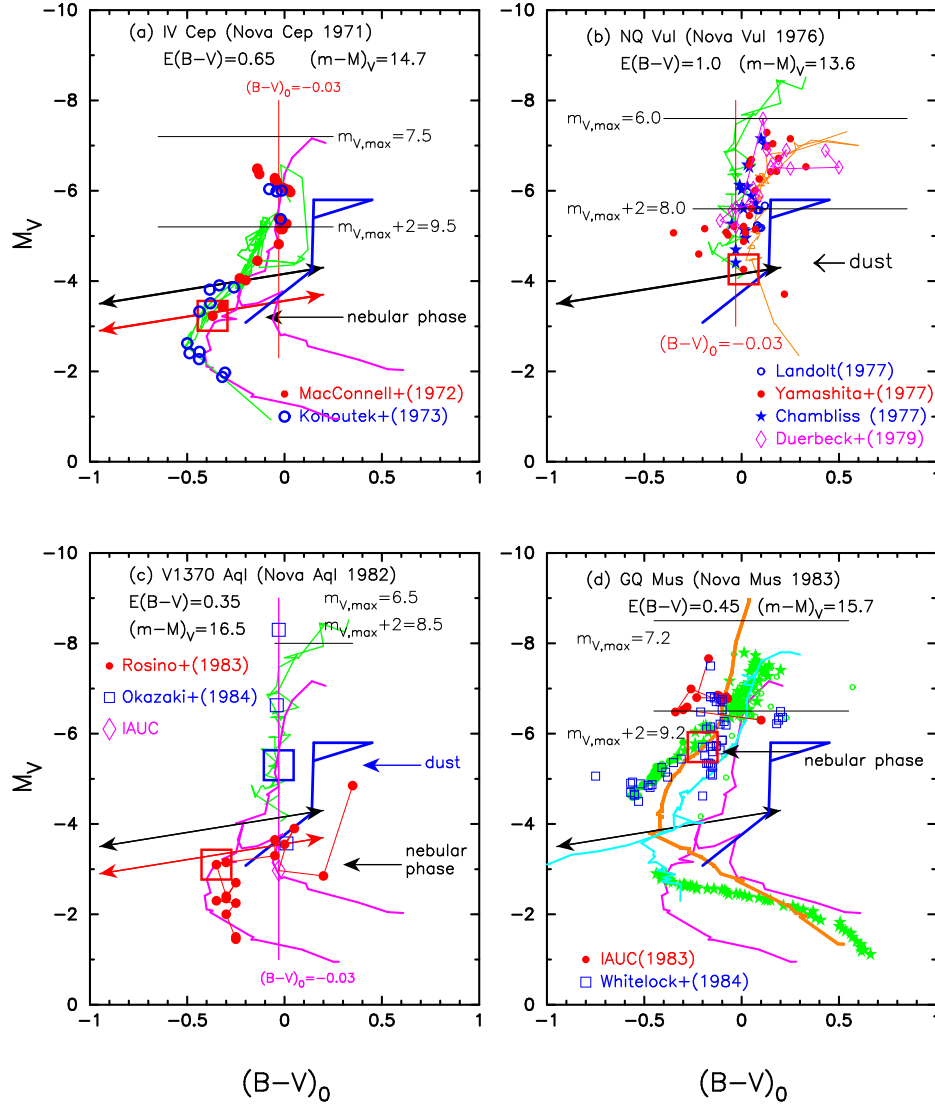 (a) IV Cep (Nova Cep 1971)
E(B−V)=0.65 (m−M)V=14.7
(B−V)0=−0.03
mV,max=7.5
mV,max+2=9.5
nebular phase
MacConnell+(1972)
Kohoutek+(1973)
−10
−8
−6
−4
−2
0
−1
−0.5
0
0.5
1
MV
(b) NQ Vul (Nova Vul 1976)
E(B−V)=1.0 (m−M)V=13.6
mV,max=6.0
mV,max+2=8.0
dust
(B−V)0=−0.03
Landolt(1977)
Yamashita+(1977)
Chambliss (1977)
Duerbeck+(1979)
−10
−8
−6
−4
−2
0
−1
−0.5
0
0.5
1
(c) V1370 Aql (Nova Aql 1982)
E(B−V)=0.35
mV,max=6.5
(m−M)V=16.5
mV,max+2=8.5
Rosino+(1983)
Okazaki+(1984)
IAUC
dust
nebular
phase
(B−V)0=−0.03
−10
−8
−6
−4
−2
0
−1
−0.5
0
0.5
1
MV
(B−V)0
(d) GQ Mus (Nova Mus 1983)
E(B−V)=0.45 (m−M)V=15.7
mV,max=7.2
mV,max+2=9.2
nebular phase
IAUC(1983)
Whitelock+(1984)
−10
−8
−6
−4
−2
0
−1
−0.5
0
0.5
1
(B−V)0